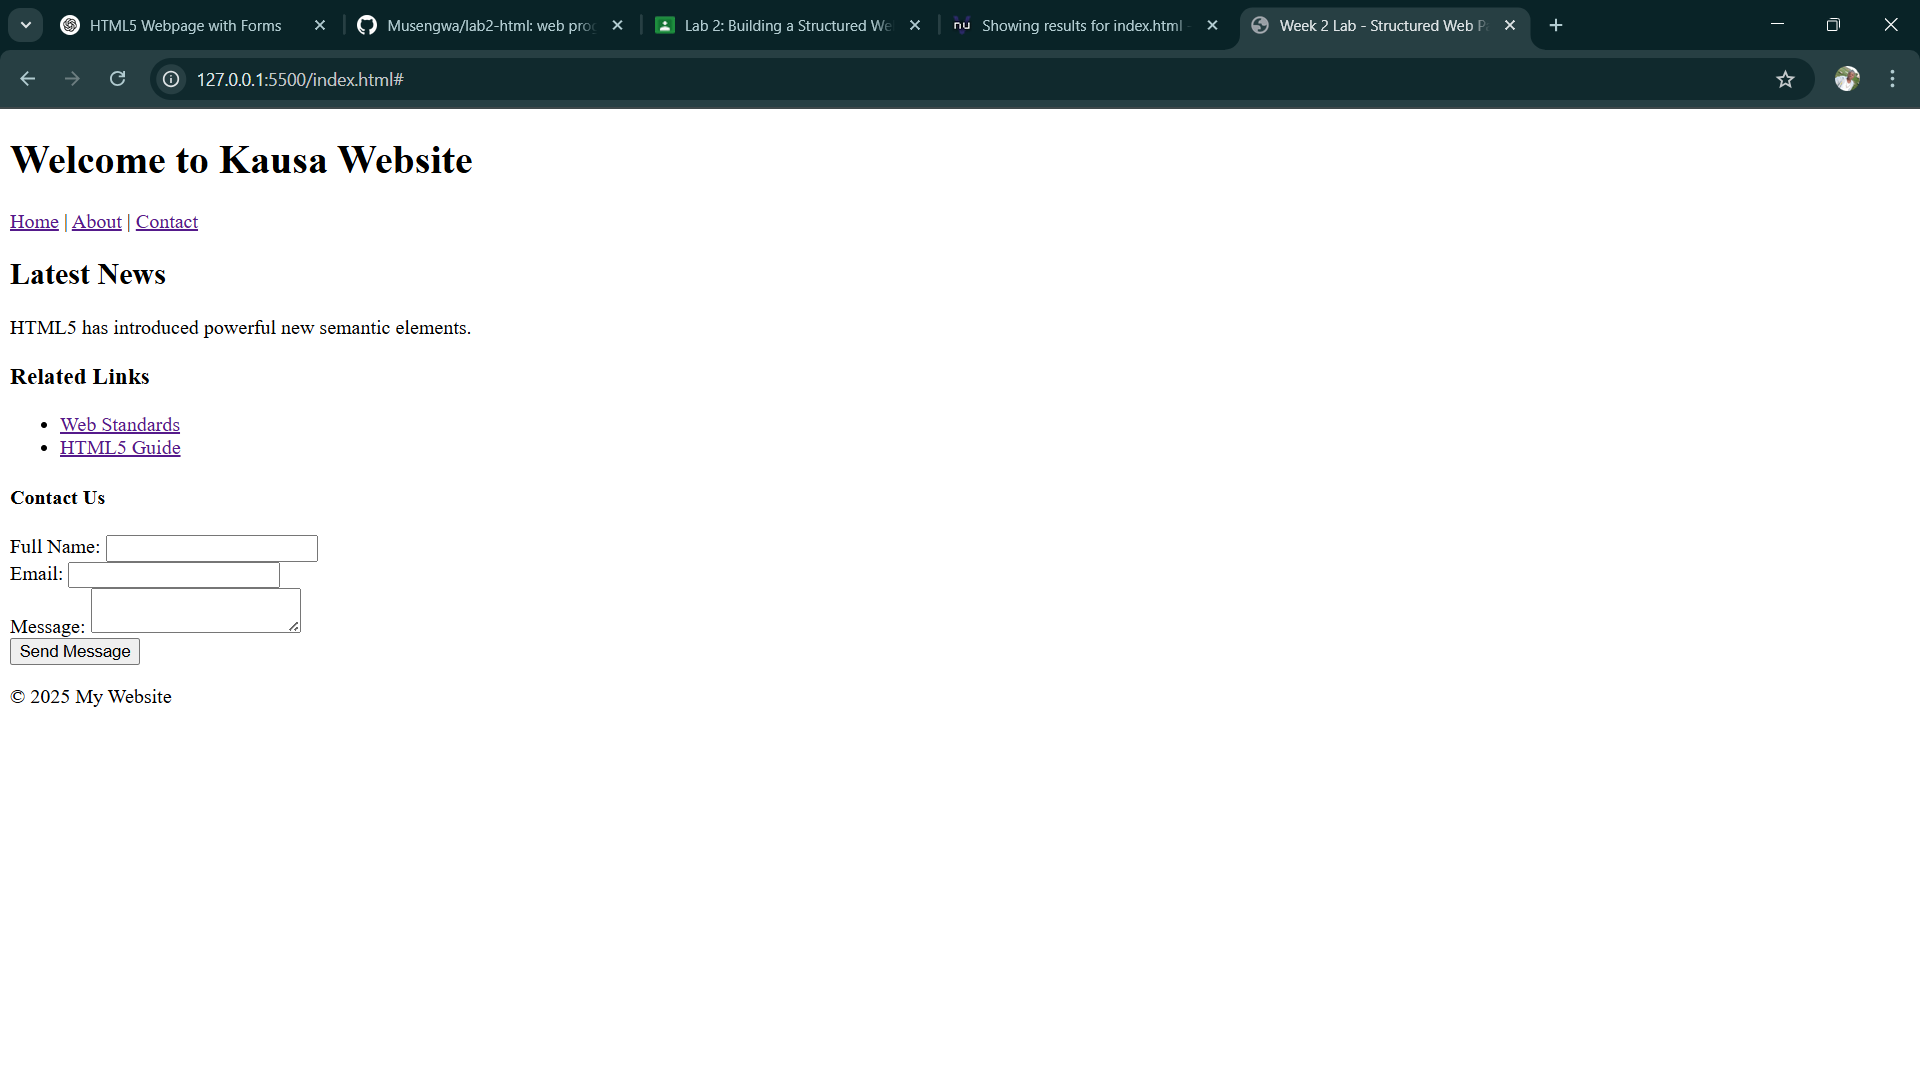 HTML5 Webpage with Forms
Musengwa/lab2-html: web prog
Lab 2: Building a Structured We
nu Showing results for index.html -
Week 2 Lab - Structured Web P
127.0.0.1:5500/index.html#
Welcome to Kausa Website
Home | About | Contact
Latest News
HTML5 has introduced powerful new semantic elements.
Related Links
• Web Standards
• HTML5 Guide
Contact Us
Full Name:
Email:
Message:
Send Message
© 2025 My Website